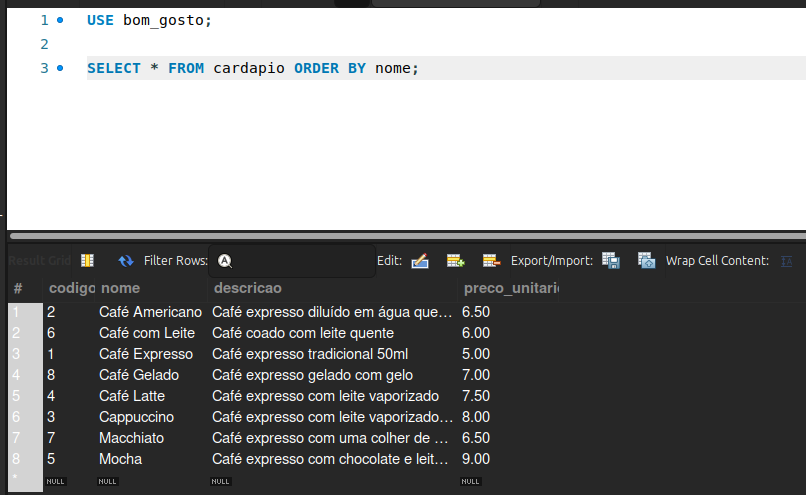 1 USE bom_gosto;
2
3 SELECT * FROM cardapio ORDER BY nome;
Result Grid Filter Rows: Edit: Export/Import: Wrap Cell Content:
# codigo nome descricao preco_unitari
1 2 Café Americano Café expresso diluído em água que... 6.50
2 6 Café com Leite Café coado com leite quente 6.00
3 1 Café Expresso Café expresso tradicional 50ml 5.00
4 8 Café Gelado Café expresso gelado com gelo 7.00
5 4 Café Latte Café expresso com leite vaporizado 7.50
6 3 Cappuccino Café expresso com leite vaporizado... 8.00
7 7 Macchiato Café expresso com uma colher de ... 6.50
8 5 Mocha Café expresso com chocolate e leit... 9.00
* NULL NULL NULL NULL